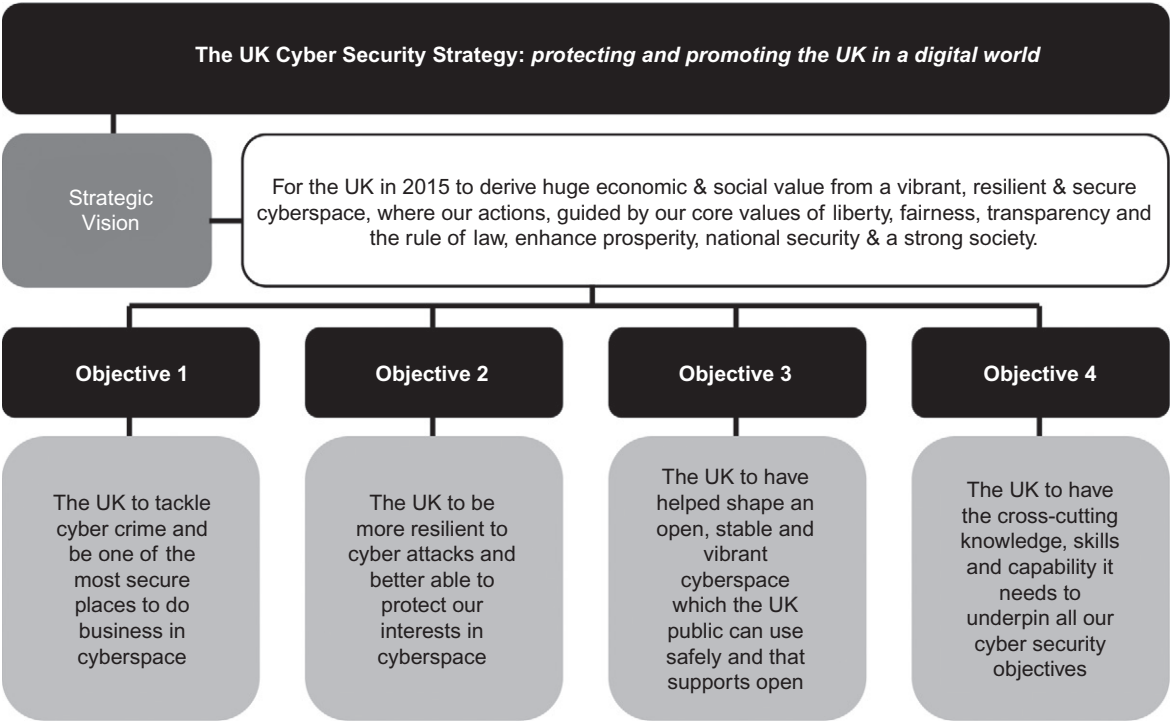 The UK Cyber Security Strategy: protecting and promoting the UK in a digital world
Strategic
Vision
For the UK in 2015 to derive huge economic & social value from a vibrant, resilient & secure
cyberspace, where our actions, guided by our core values of liberty, fairness, transparency and
the rule of law, enhance prosperity, national security & a strong society.
Objective 1
The UK to tackle
cyber crime and
be one of the
most secure
places to do
business in
cyberspace
Objective 2
The UK to be
more resilient to
cyber attacks and
better able to
protect our
interests in
cyberspace
Objective 3
The UK to have
helped shape an
open, stable and
vibrant
cyberspace
which the UK
public can use
safely and that
supports open
Objective 4
The UK to have
the cross-cutting
knowledge, skills
and capability it
needs to
underpin all our
cyber security
objectives